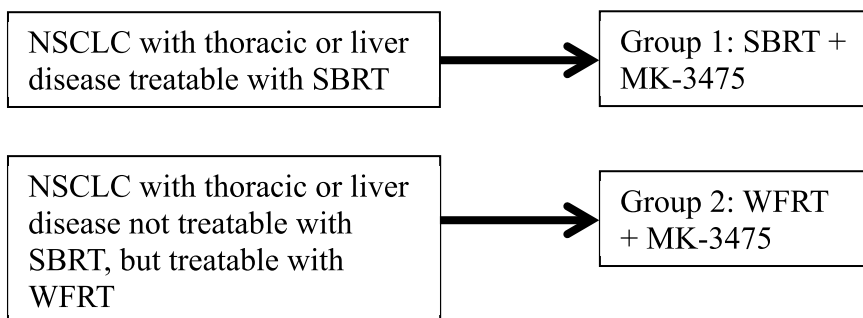 NSCLC with thoracic or liver
disease treatable with SBRT
Group 1: SBRT +
MK-3475
NSCLC with thoracic or liver
disease not treatable with
SBRT, but treatable with
WFRT
Group 2: WFRT
+ MK-3475